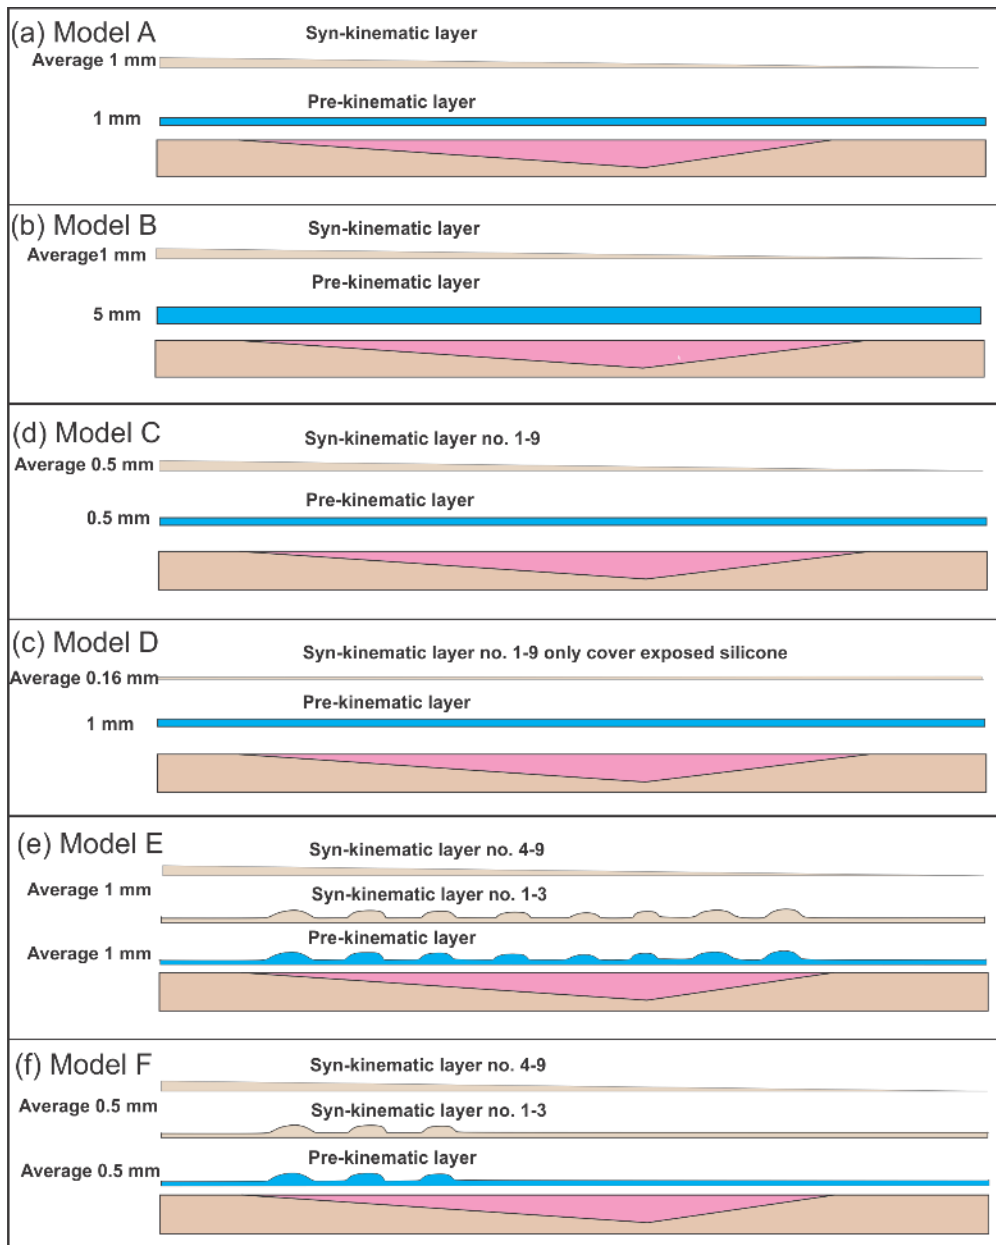 (a) Model A
Syn-kinematic layer
Average 1 mm
Pre-kinematic layer
1 mm
(b) Model B
Syn-kinematic layer
Average1 mm
Pre-kinematic layer
5 mm
(d) Model C
Syn-kinematic layer no. 1-9
Average 0.5 mm
Pre-kinematic layer
0.5 mm
(c) Model D
Syn-kinematic layer no. 1-9 only cover exposed silicone
Average 0.16 mm
Pre-kinematic layer
1 mm
(e) Model E
Syn-kinematic layer no. 4-9
Average 1 mm
Syn-kinematic layer no. 1-3
Pre-kinematic layer
Average 1 mm
(f) Model F
Syn-kinematic layer no. 4-9
Average 0.5 mm
Syn-kinematic layer no. 1-3
Pre-kinematic layer
Average 0.5 mm